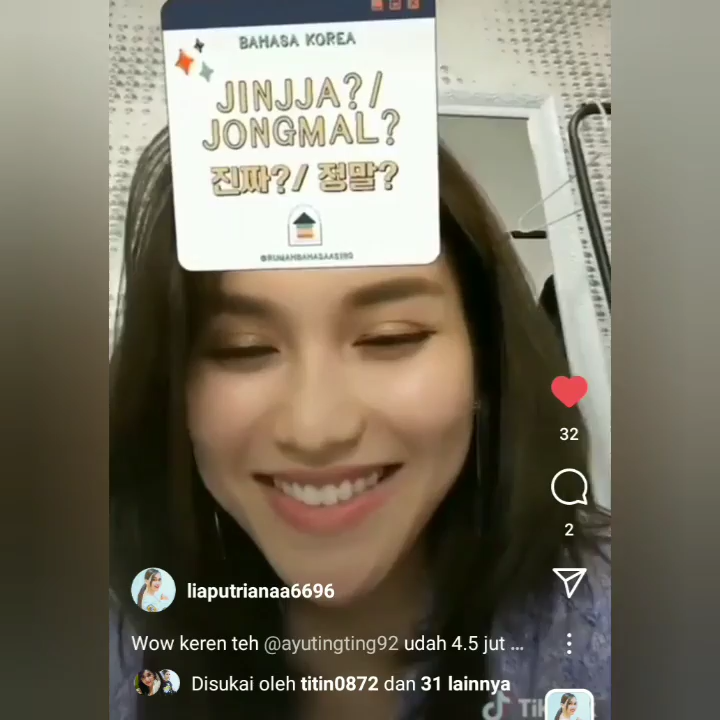 BAHASA KOREA
JINJJA?/
JONGMAL?
진짜?/ 정말?
@RUMAHBAHASAASING
32
2
liaputrianaa6696
Wow keren teh @ayutingting92 udah 4.5 jut ...
Disukai oleh titin0872 dan 31 lainnya